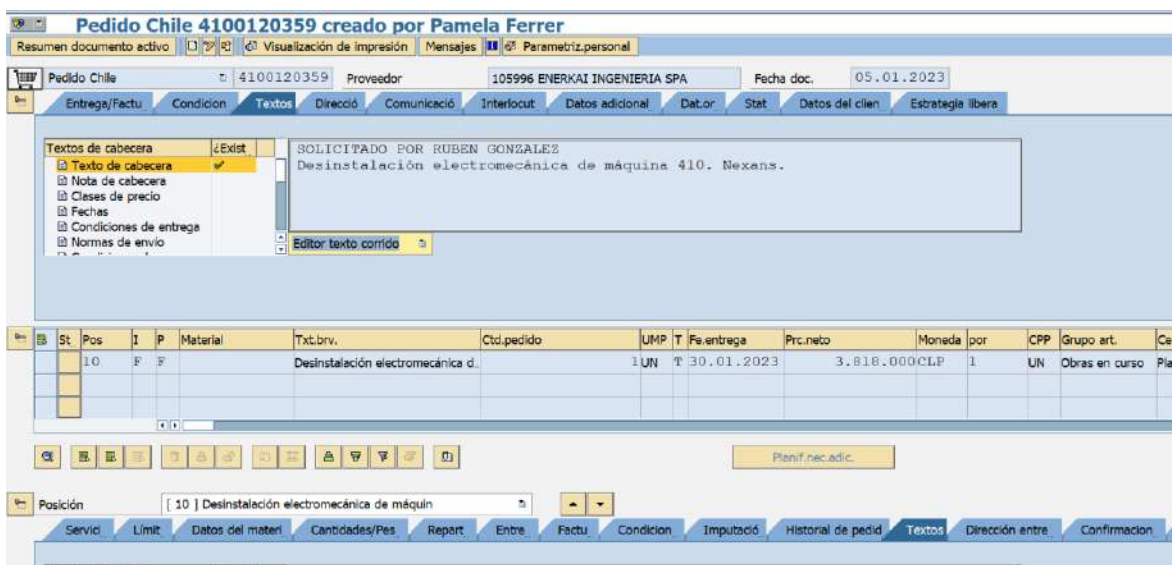 Pedido Chile 4100120359 creado por Pamela Ferrer
Resumen documento activo Visualización de impresión Mensajes Parametriz.personal
Pedido Chile 4100120359 Proveedor 105996 ENERKAI INGENIERIA SPA Fecha doc. 05.01.2023
Entrega/Factu Condicion Textos Direcció Comunicació Interlocut Datos adicional Dat.or Stat Datos del clien Estrategia libera
Textos de cabecera ¿Exist SOLICITADO POR RUBEN GONZALEZ
Texto de cabecera Desinstalación electromecánica de máquina 410. Nexans.
Nota de cabecera
Clases de precio
Fechas
Condiciones de entrega
Normas de envío Editor texto corrido
St Pos I P Material Txt.brv. Ctd.pedido UMP T Fe.entrega Prc.neto Moneda por CPP Grupo art. Ce
10 F F Desinstalación electromecánica d.. 1 UN T 30.01.2023 3.818.000 CLP 1 UN Obras en curso Pla
Planif.nec.adic.
Posición [ 10 ] Desinstalación electromecánica de máquin
Servici Límit Datos del materi Cantidades/Pes Repart Entre Factu Condicion Imputació Historial de pedid Textos Dirección entre Confirmacion